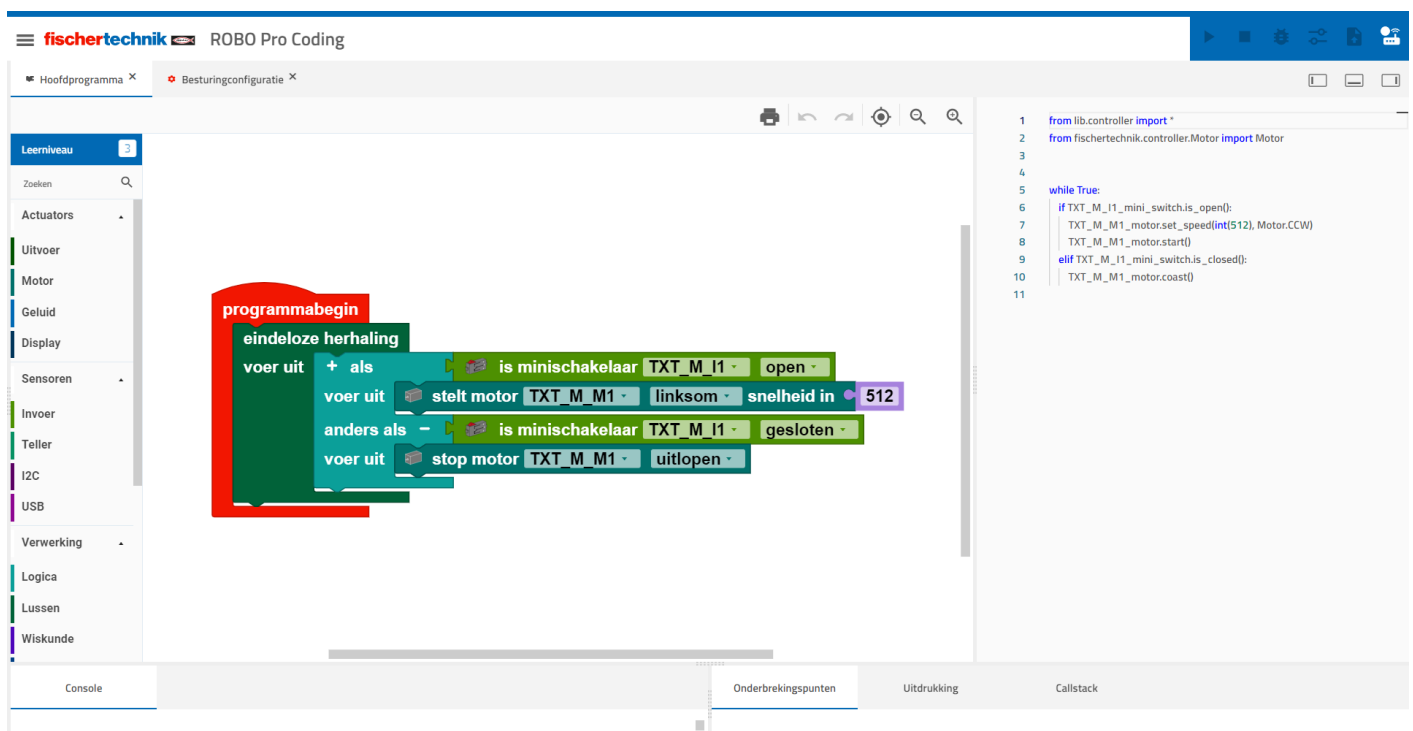 fischertechnik ROBO Pro Coding
Hoofdprogramma × Besturingconfiguratie ×
Leerniveau 3
Zoeken
Actuators
Uitvoer
Motor
Geluid
Display
Sensoren
Invoer
Teller
I2C
USB
Verwerking
Logica
Lussen
Wiskunde
programmabegin
eindeloze herhaling
voer uit + als is minischakelaar TXT_M_I1 open
voer uit stelt motor TXT_M_M1 linksom snelheid in 512
anders als − is minischakelaar TXT_M_I1 gesloten
voer uit stop motor TXT_M_M1 uitlopen
1 from lib.controller import *
2 from fischertechnik.controller.Motor import Motor
3
4
5 while True:
6 if TXT_M_I1_mini_switch.is_open():
7 TXT_M_M1_motor.set_speed(int(512), Motor.CCW)
8 TXT_M_M1_motor.start()
9 elif TXT_M_I1_mini_switch.is_closed():
10 TXT_M_M1_motor.coast()
11
Console
Onderbrekingspunten Uitdrukking Callstack